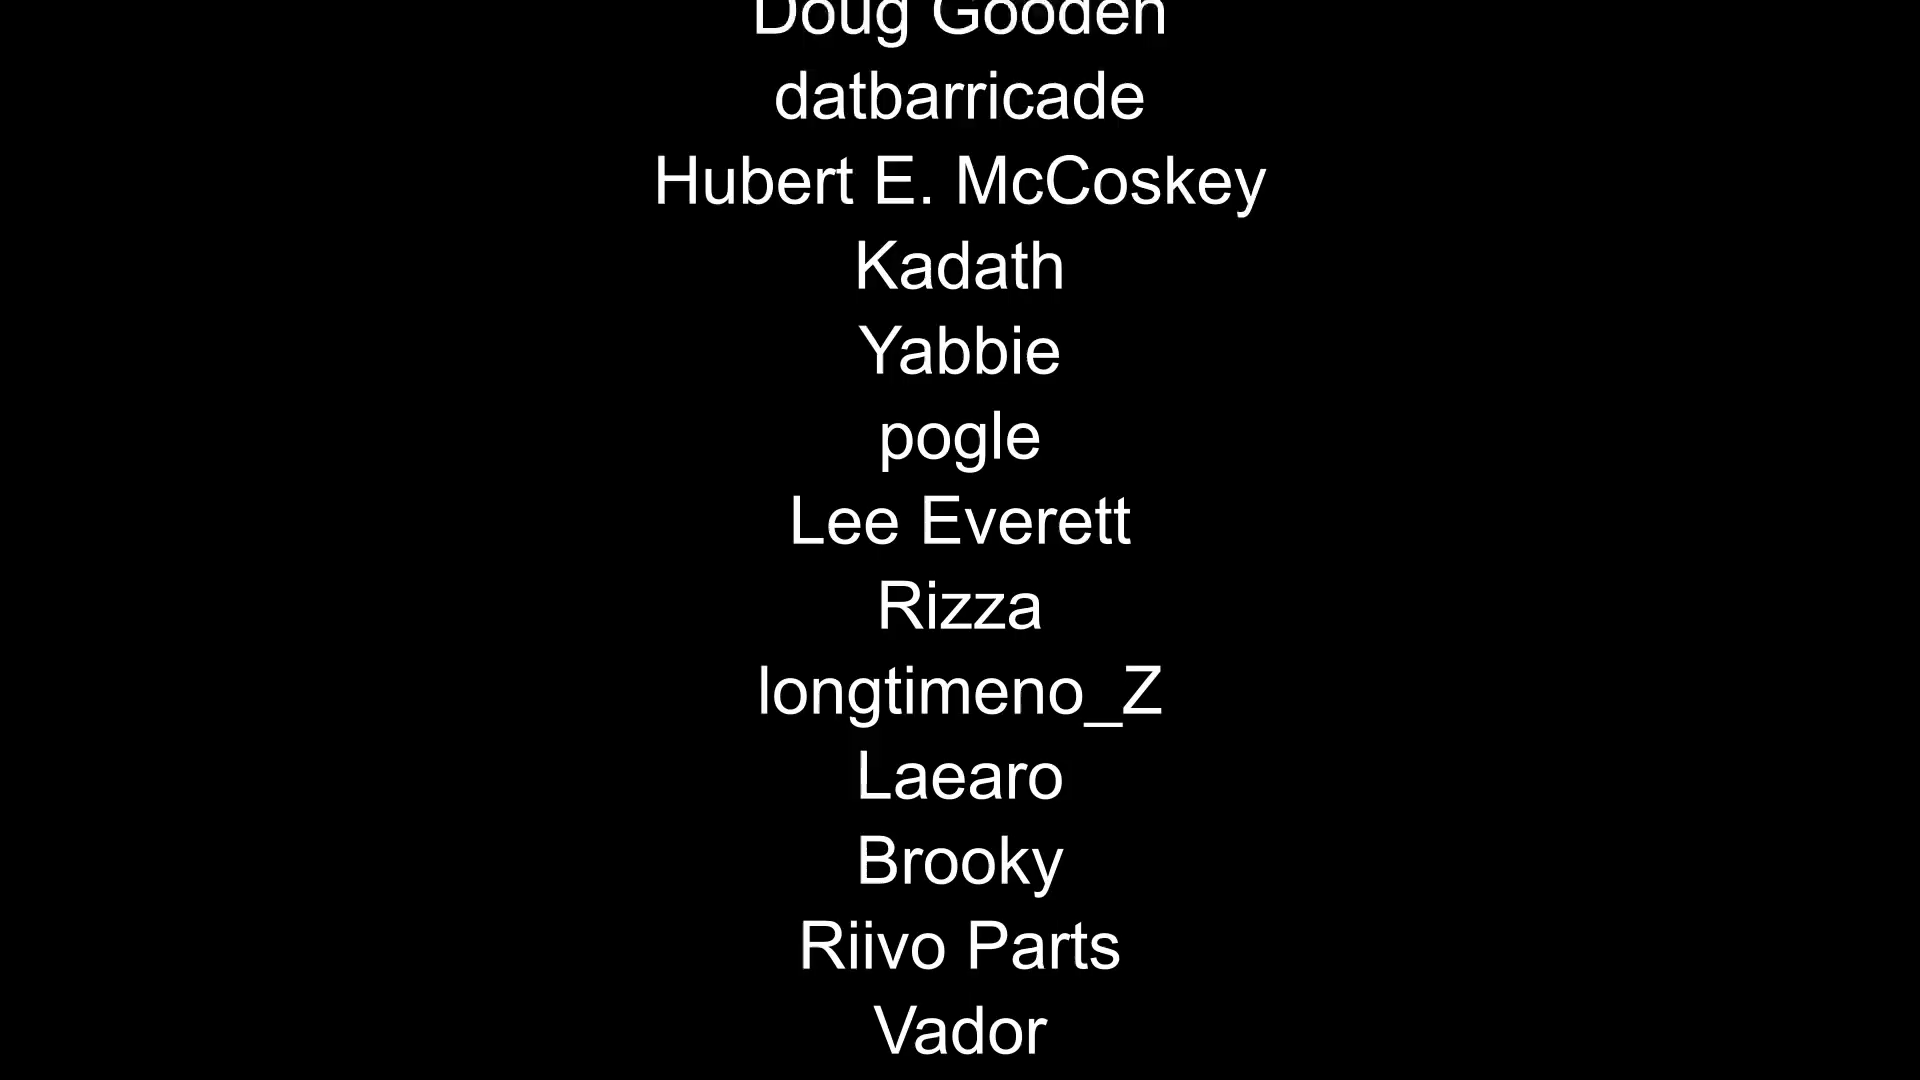 Doug Gooden
datbarricade
Hubert E. McCoskey
Kadath
Yabbie
pogle
Lee Everett
Rizza
longtimeno_Z
Laearo
Brooky
Riivo Parts
Vador